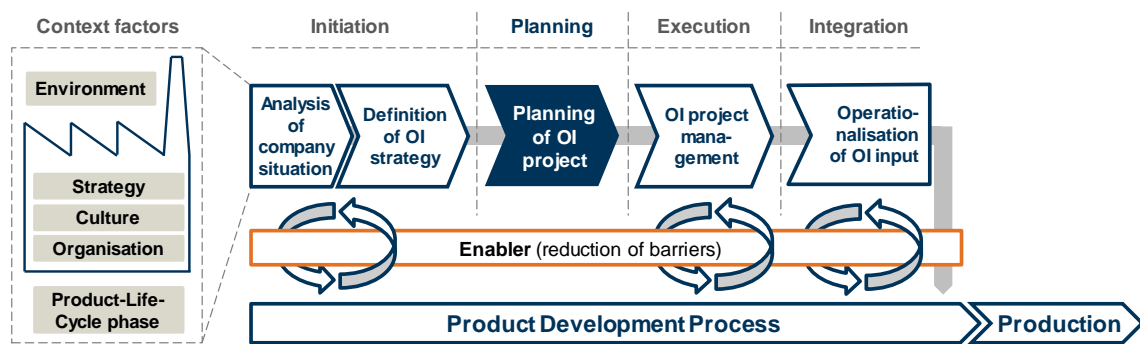 Context factors
Initiation
Planning
Execution
Integration
Environment
Strategy
Culture
Organisation
Product-Life-
Cycle phase
Analysis
of
company
situation
Definition
of OI
strategy
Planning
of OI
project
OI project
mana-
gement
Operatio-
nalisation
of OI input
Enabler (reduction of barriers)
Product Development Process
Production